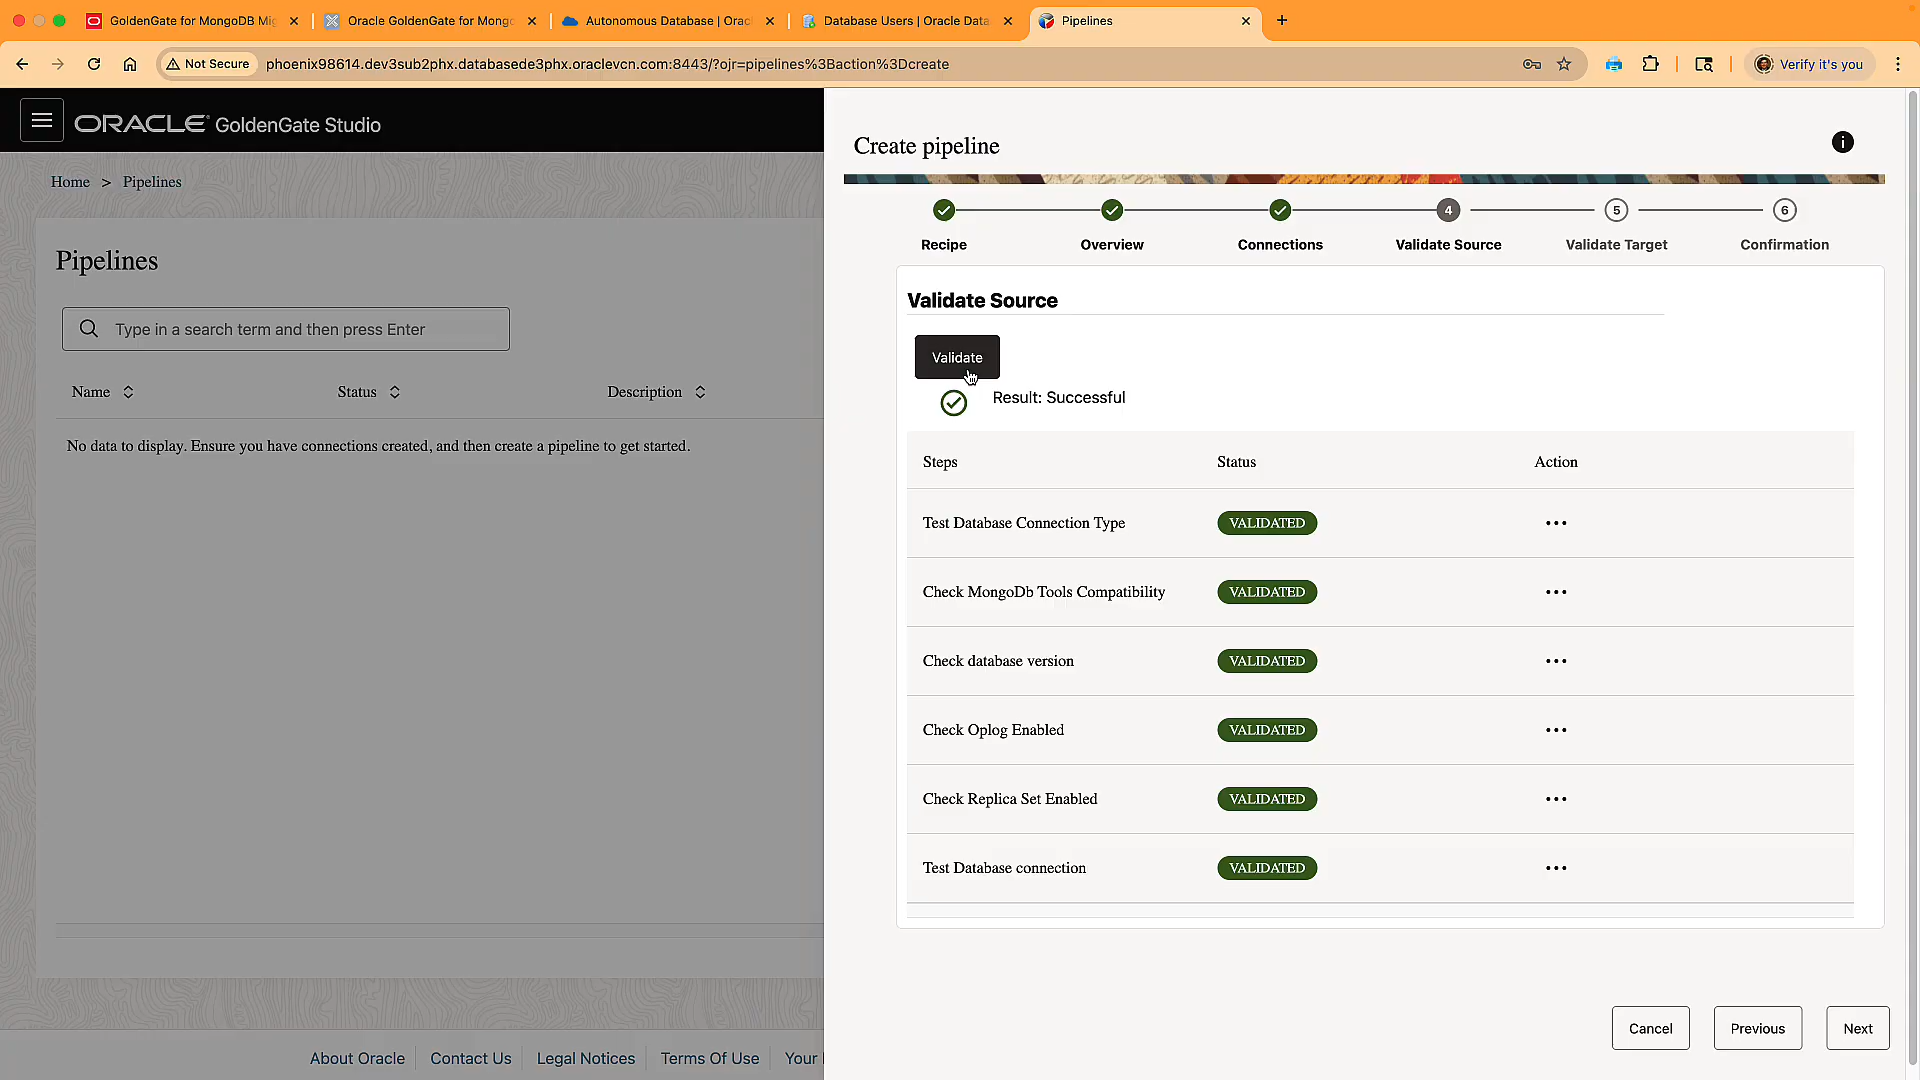 GoldenGate for MongoDB Mig
Oracle GoldenGate for Mongo
Autonomous Database | Orac
Database Users | Oracle Data
Pipelines
Not Secure
phoenix98614.dev3sub2phx.databasede3phx.oraclevcn.com:8443/?ojr=pipelines%3Baction%3Dcreate
Verify it's you
ORACLE GoldenGate Studio
Home > Pipelines
Pipelines
Type in a search term and then press Enter
Name Status Description
No data to display. Ensure you have connections created, and then create a pipeline to get started.
About Oracle Contact Us Legal Notices Terms Of Use Your
Create pipeline
4 5 6
Recipe Overview Connections Validate Source Validate Target Confirmation
Validate Source
Validate
Result: Successful
Steps Status Action
Test Database Connection Type VALIDATED
Check MongoDb Tools Compatibility VALIDATED
Check database version VALIDATED
Check Oplog Enabled VALIDATED
Check Replica Set Enabled VALIDATED
Test Database connection VALIDATED
Cancel Previous Next